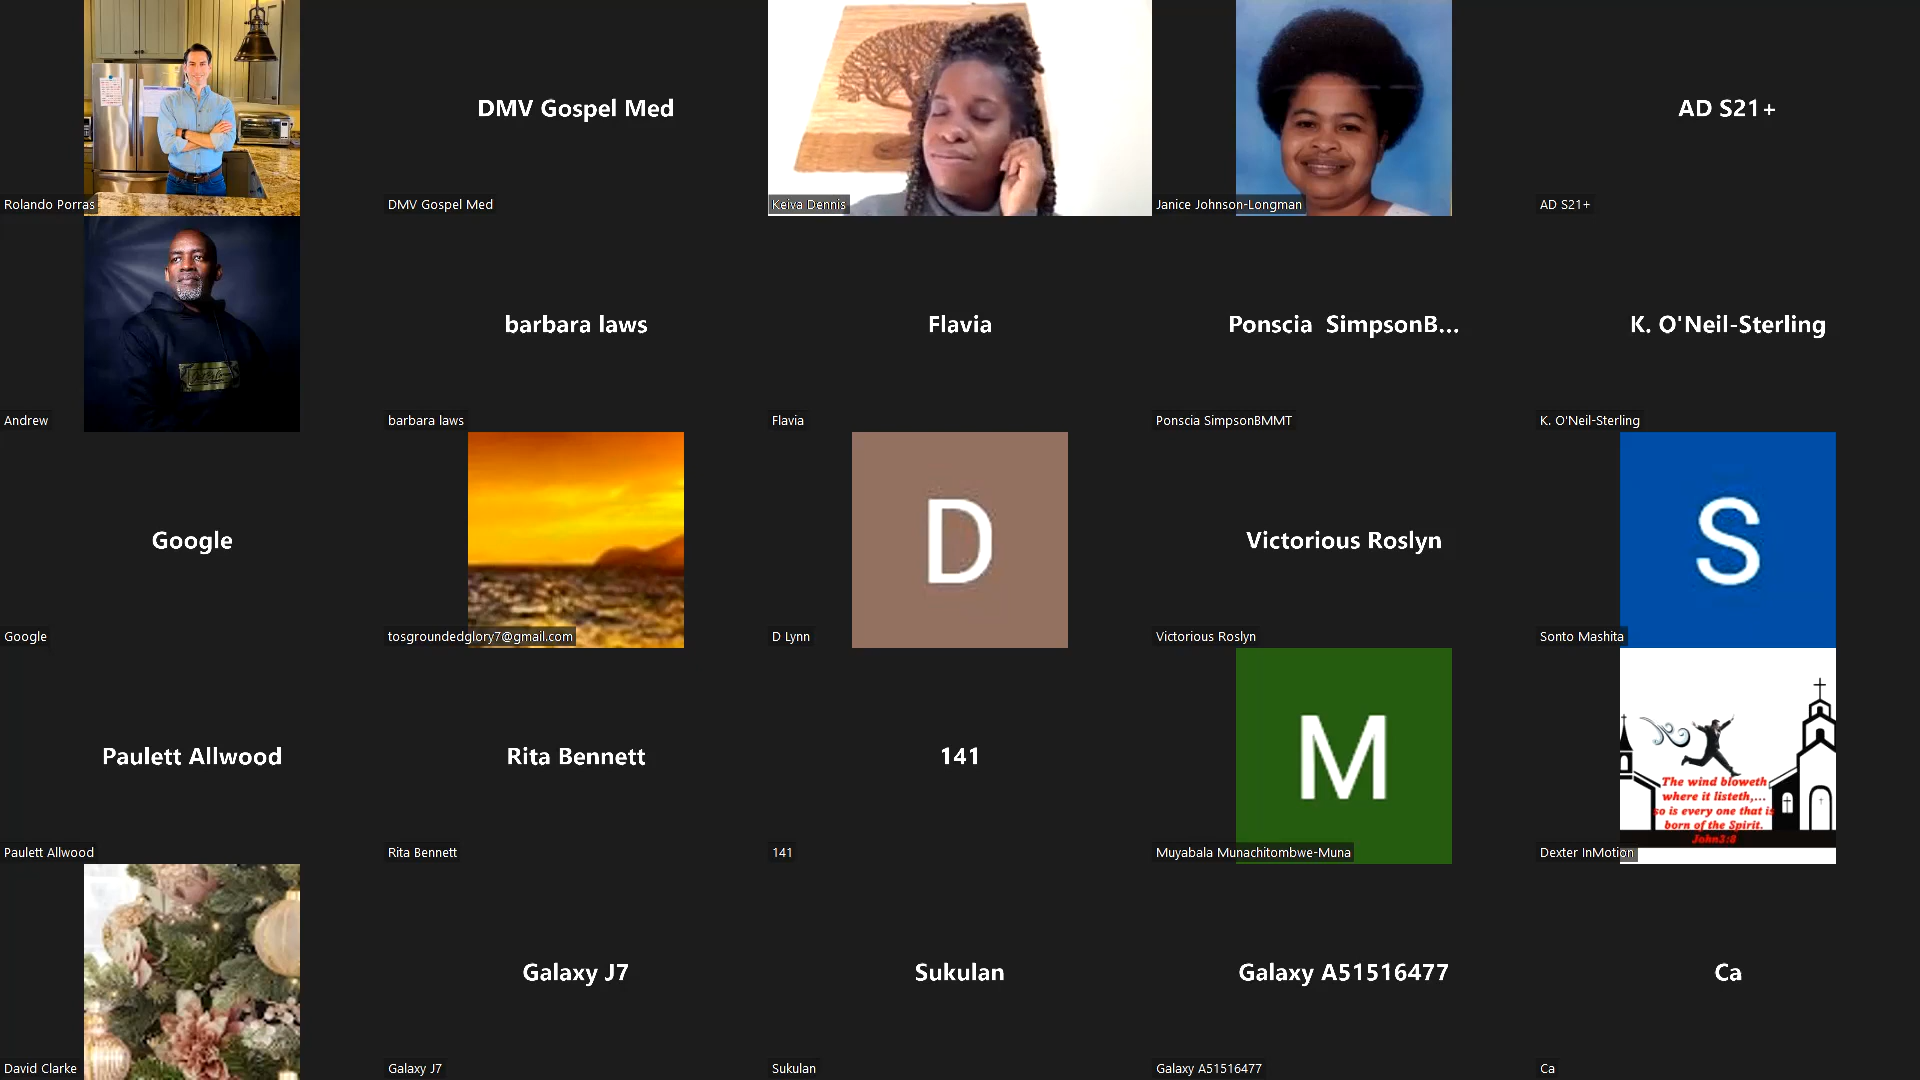 DMV Gospel Med
AD S21+
Rolando Porras
DMV Gospel Med
Keiva Dennis
Janice Johnson-Longman
AD S21+
barbara laws
Flavia
Ponscia SimpsonB...
K. O'Neil-Sterling
Andrew
barbara laws
Flavia
Ponscia SimpsonBMMT
K. O'Neil-Sterling
Google
D
Victorious Roslyn
S
Google
tosgroundedglory7@gmail.com
D Lynn
Victorious Roslyn
Sonto Mashita
Paulett Allwood
Rita Bennett
141
M
The wind bloweth
where it listeth,...
so is every one that is
born of the Spirit.
John3:8
Paulett Allwood
Rita Bennett
141
Muyabala Munachitombwe-Muna
Dexter InMotion
Galaxy J7
Sukulan
Galaxy A51516477
Ca
David Clarke
Galaxy J7
Sukulan
Galaxy A51516477
Ca